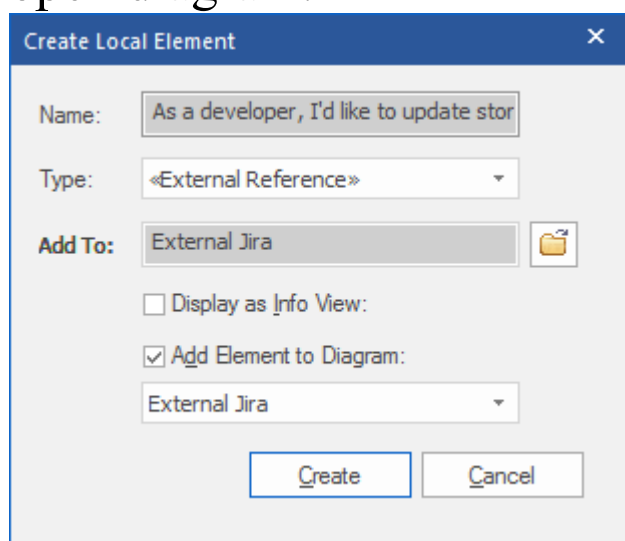 Create Local Element
Name: As a developer, I'd like to update stor
Type: «External Reference»
Add To: External Jira
Display as Info View:
Add Element to Diagram:
External Jira
Create Cancel